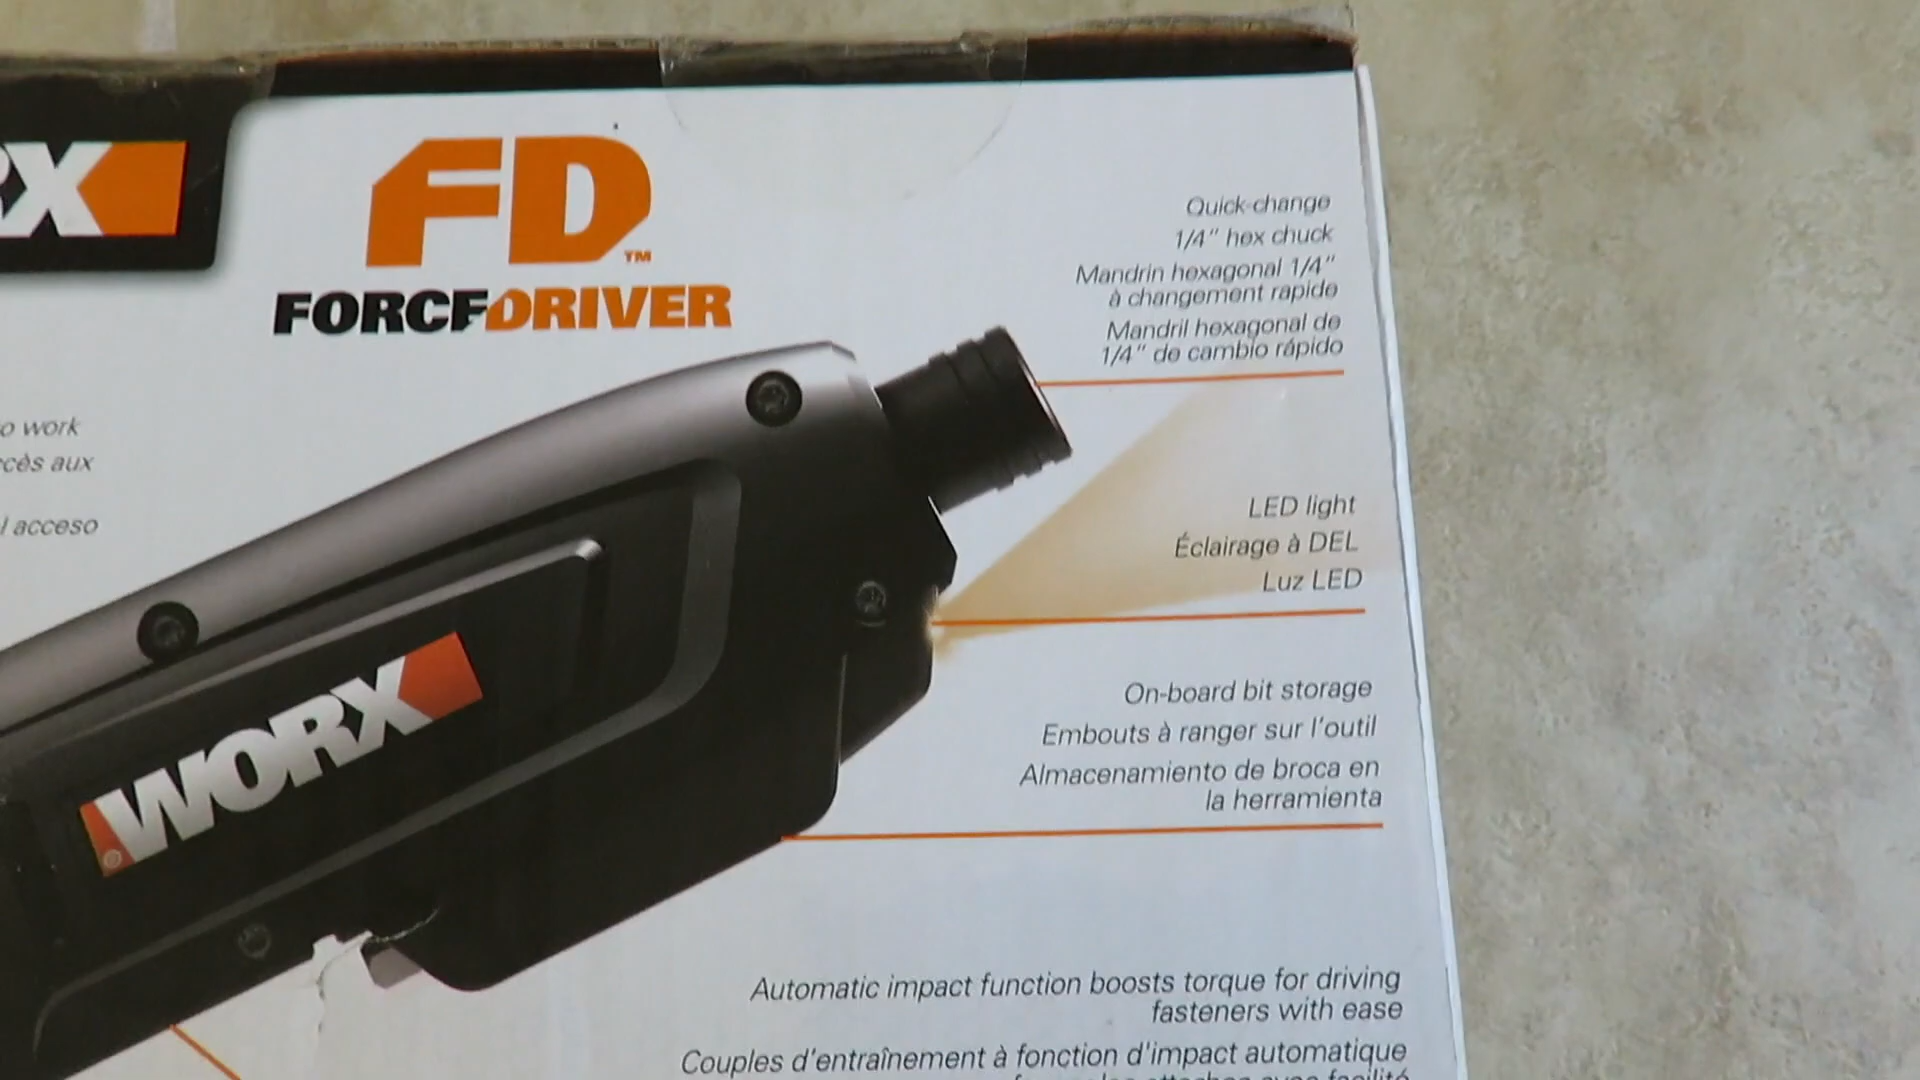 RX
FD™
FORCEDRIVER
Quick-change
1/4" hex chuck
Mandrin hexagonal 1/4"
à changement rapide
Mandril hexagonal de
1/4" de cambio rápido
o work
cès aux
l acceso
LED light
Éclairage à DEL
Luz LED
WORX®
On-board bit storage
Embouts à ranger sur l'outil
Almacenamiento de broca en
la herramienta
Automatic impact function boosts torque for driving
fasteners with ease
Couples d'entraînement à fonction d'impact automatique